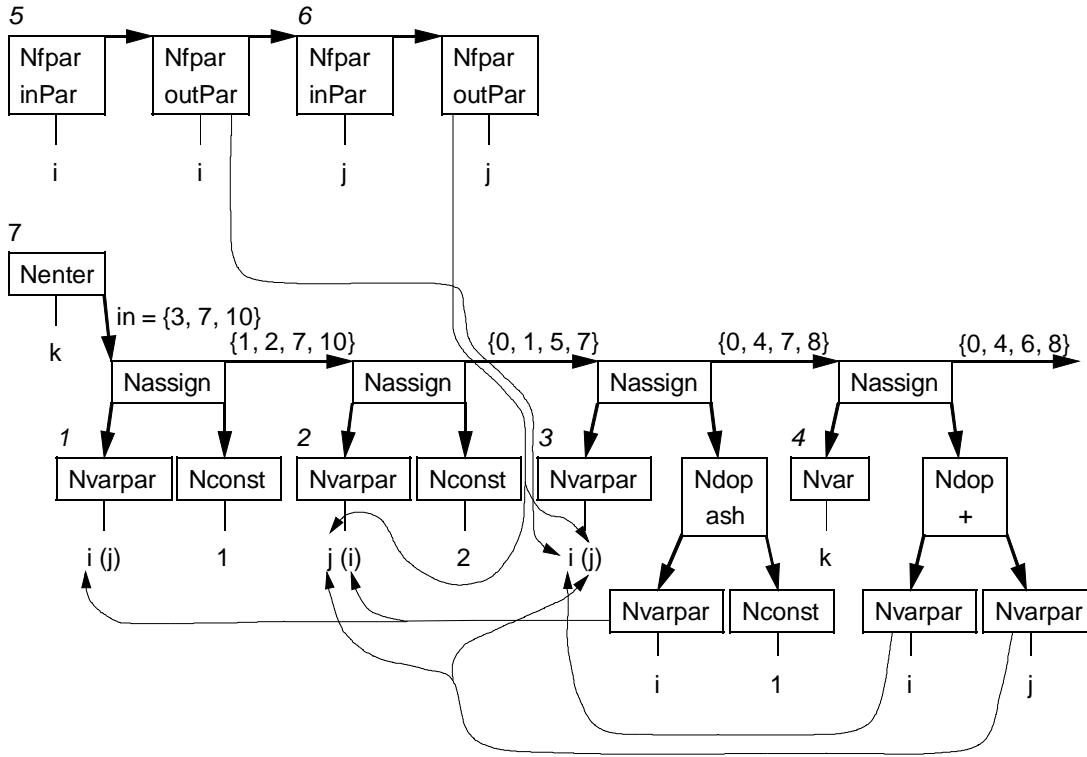 5 6
Nfpar Nfpar Nfpar Nfpar
inPar outPar inPar outPar
i i j j
7
Nenter
in = {3, 7, 10}
k
{1, 2, 7, 10} {0, 1, 5, 7} {0, 4, 7, 8} {0, 4, 6, 8}
Nassign Nassign Nassign Nassign
1 2 3 4
Nvarpar Nconst Nvarpar Nconst Nvarpar Ndop Nvar Ndop
ash +
i (j) 1 j (i) 2 i (j) k
Nvarpar Nconst Nvarpar Nvarpar
i 1 i j